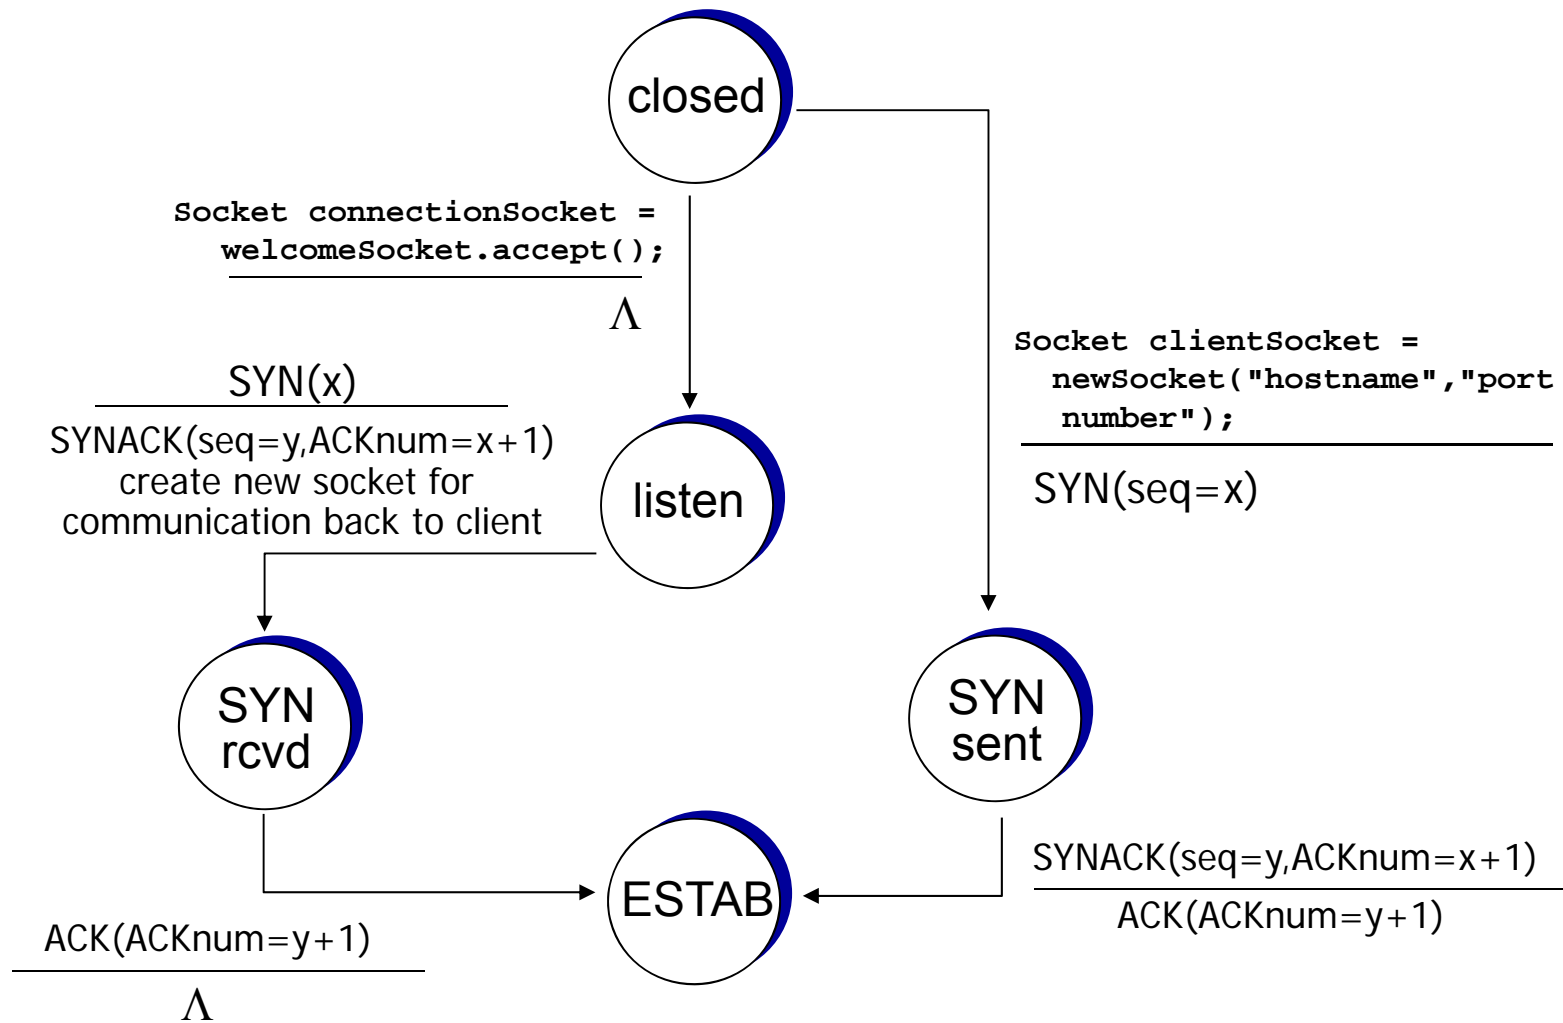 closed
Socket connectionSocket =
welcomeSocket.accept();
Λ
Socket clientSocket =
newSocket("hostname","port
number");
SYN(seq=x)
SYN(x)
SYNACK(seq=y,ACKnum=x+1)
create new socket for
communication back to client
listen
SYN
rcvd
SYN
sent
ESTAB
SYNACK(seq=y,ACKnum=x+1)
ACK(ACKnum=y+1)
ACK(ACKnum=y+1)
Λ